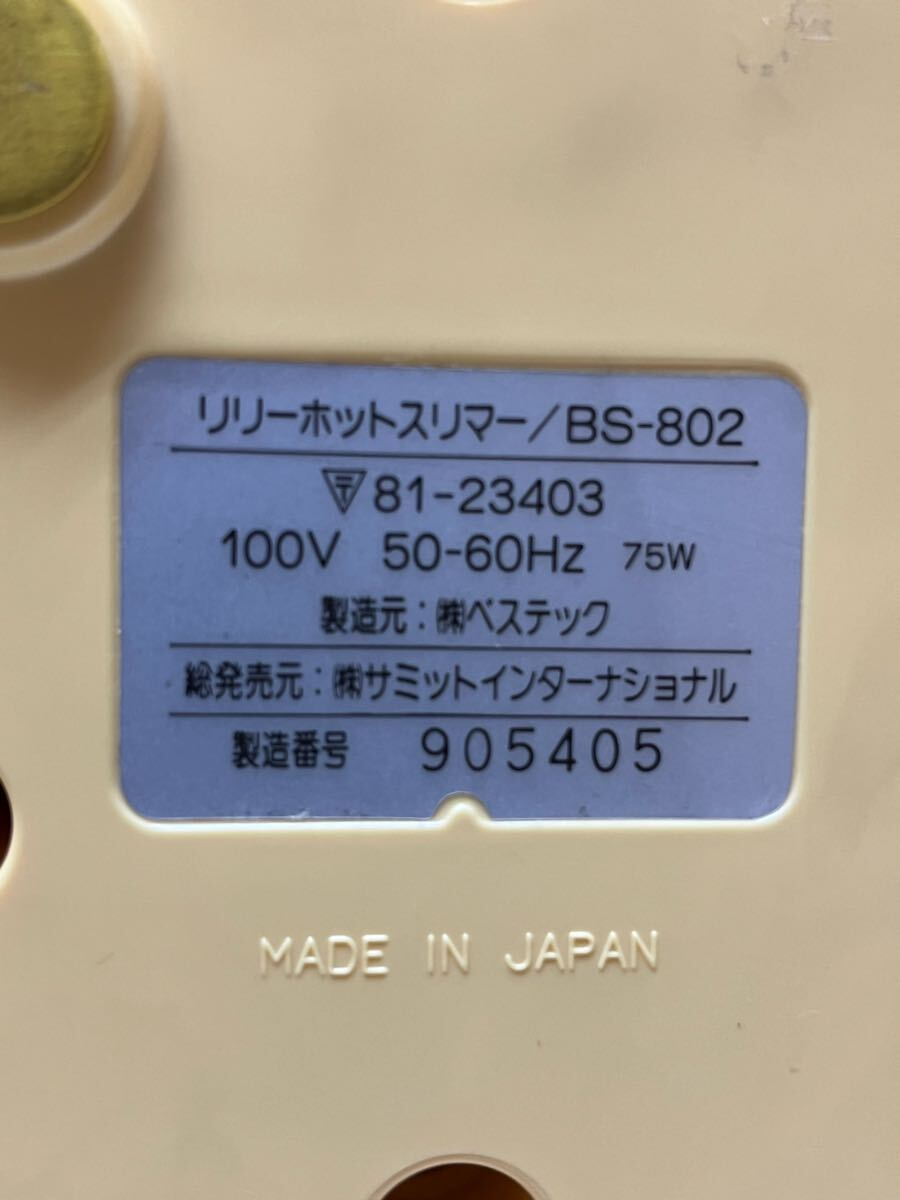 リリーホットスリマー/BS-802
81-23403
100V 50-60Hz 75W
製造元:㈱ベステック
総発売元:㈱サミットインターナショナル
製造番号 905405
MADE IN JAPAN